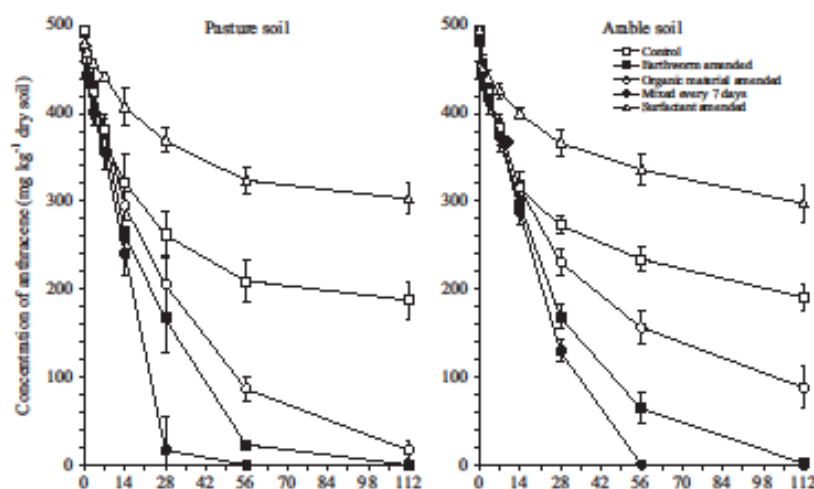 Pasture soil
Arable soil
Control
Earthworm amended
Organic material amended
Mixed every 7 days
Surfactant amended
Concentration of anthracene (mg kg⁻¹ dry soil)
500
400
300
200
100
0
0 14 28 42 56 70 84 98 112
500
400
300
200
100
0
0 14 28 42 56 70 84 98 112